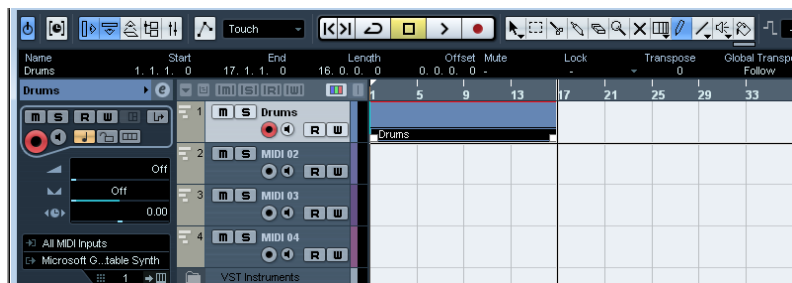 Touch
Name Start End Length Offset Mute Lock Transpose Global Transp
Drums 1. 1. 1. 0 17. 1. 1. 0 16. 0. 0. 0 0. 0. 0. 0 - - 0 Follow
Drums e m S R W 1 5 9 13 17 21 25 29 33
m S R W 1 m S Drums
R W Drums
2 m S MIDI 02
Off R W
Off 3 m S MIDI 03
0.00 R W
All MIDI Inputs 4 m S MIDI 04
Microsoft G...table Synth R W
1 VST Instruments